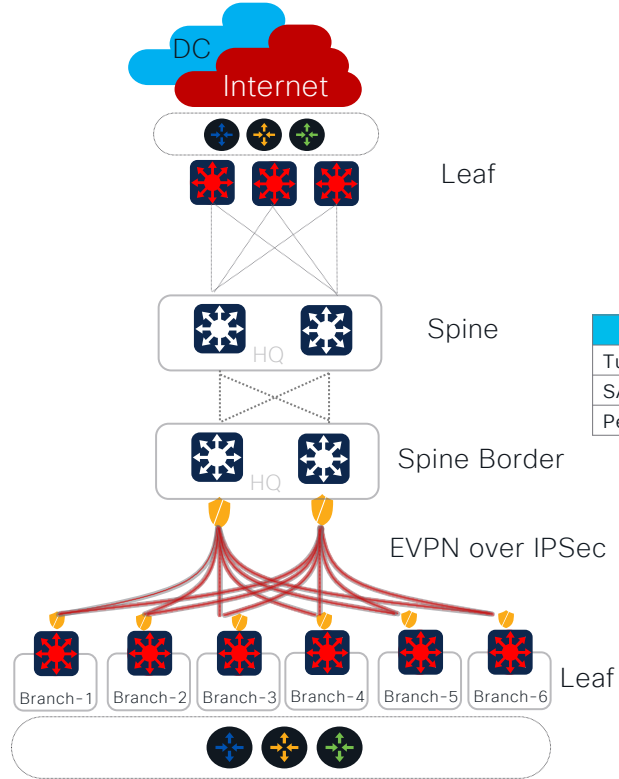 DC
Internet
Leaf
Spine
HQ
Spine Border
HQ
EVPN over IPSec
Branch-1
Branch-2
Branch-3
Branch-4
Branch-5
Branch-6
Leaf